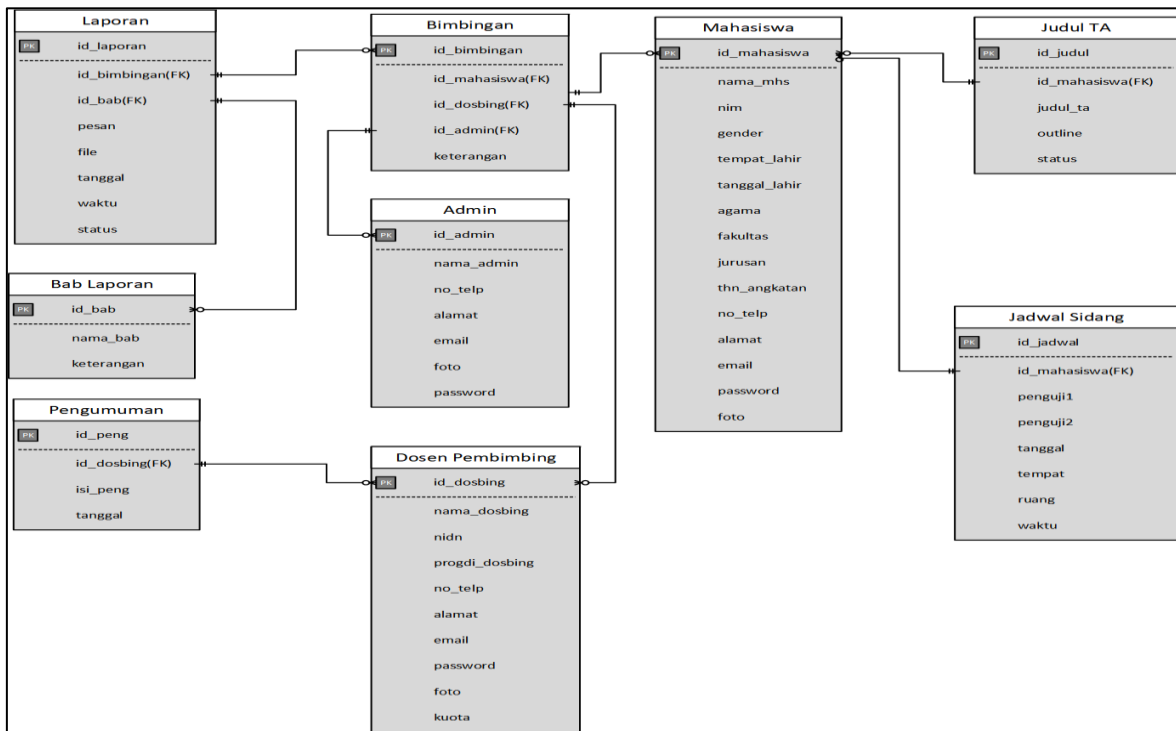 Laporan
PK id_laporan
id_bimbingan(FK)
id_bab(FK)
pesan
file
tanggal
waktu
status
Bimbingan
PK id_bimbingan
id_mahasiswa(FK)
id_dosbing(FK)
id_admin(FK)
keterangan
Mahasiswa
PK id_mahasiswa
nama_mhs
nim
gender
tempat_lahir
tanggal_lahir
agama
fakultas
jurusan
thn_angkatan
no_telp
alamat
email
password
foto
Judul TA
PK id_judul
id_mahasiswa(FK)
judul_ta
outline
status
Admin
PK id_admin
nama_admin
no_telp
alamat
email
foto
password
Bab Laporan
PK id_bab
nama_bab
keterangan
Jadwal Sidang
PK id_jadwal
id_mahasiswa(FK)
penguji1
penguji2
tanggal
tempat
ruang
waktu
Pengumuman
PK id_peng
id_dosbing(FK)
isi_peng
tanggal
Dosen Pembimbing
PK id_dosbing
nama_dosbing
nidn
progdi_dosbing
no_telp
alamat
email
password
foto
kuota